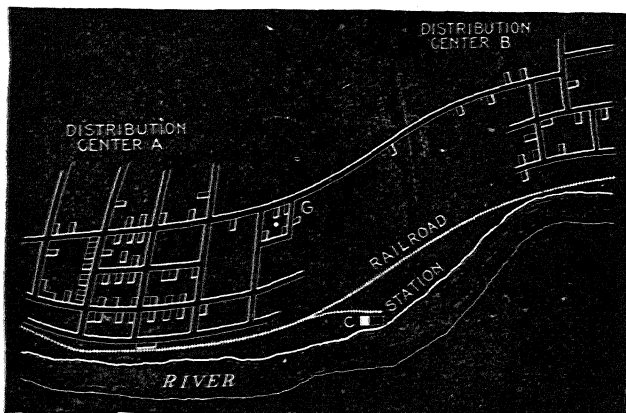 DISTRIBUTION
CENTER B
DISTRIBUTION
CENTER A
G
RAILROAD
STATION
C
RIVER